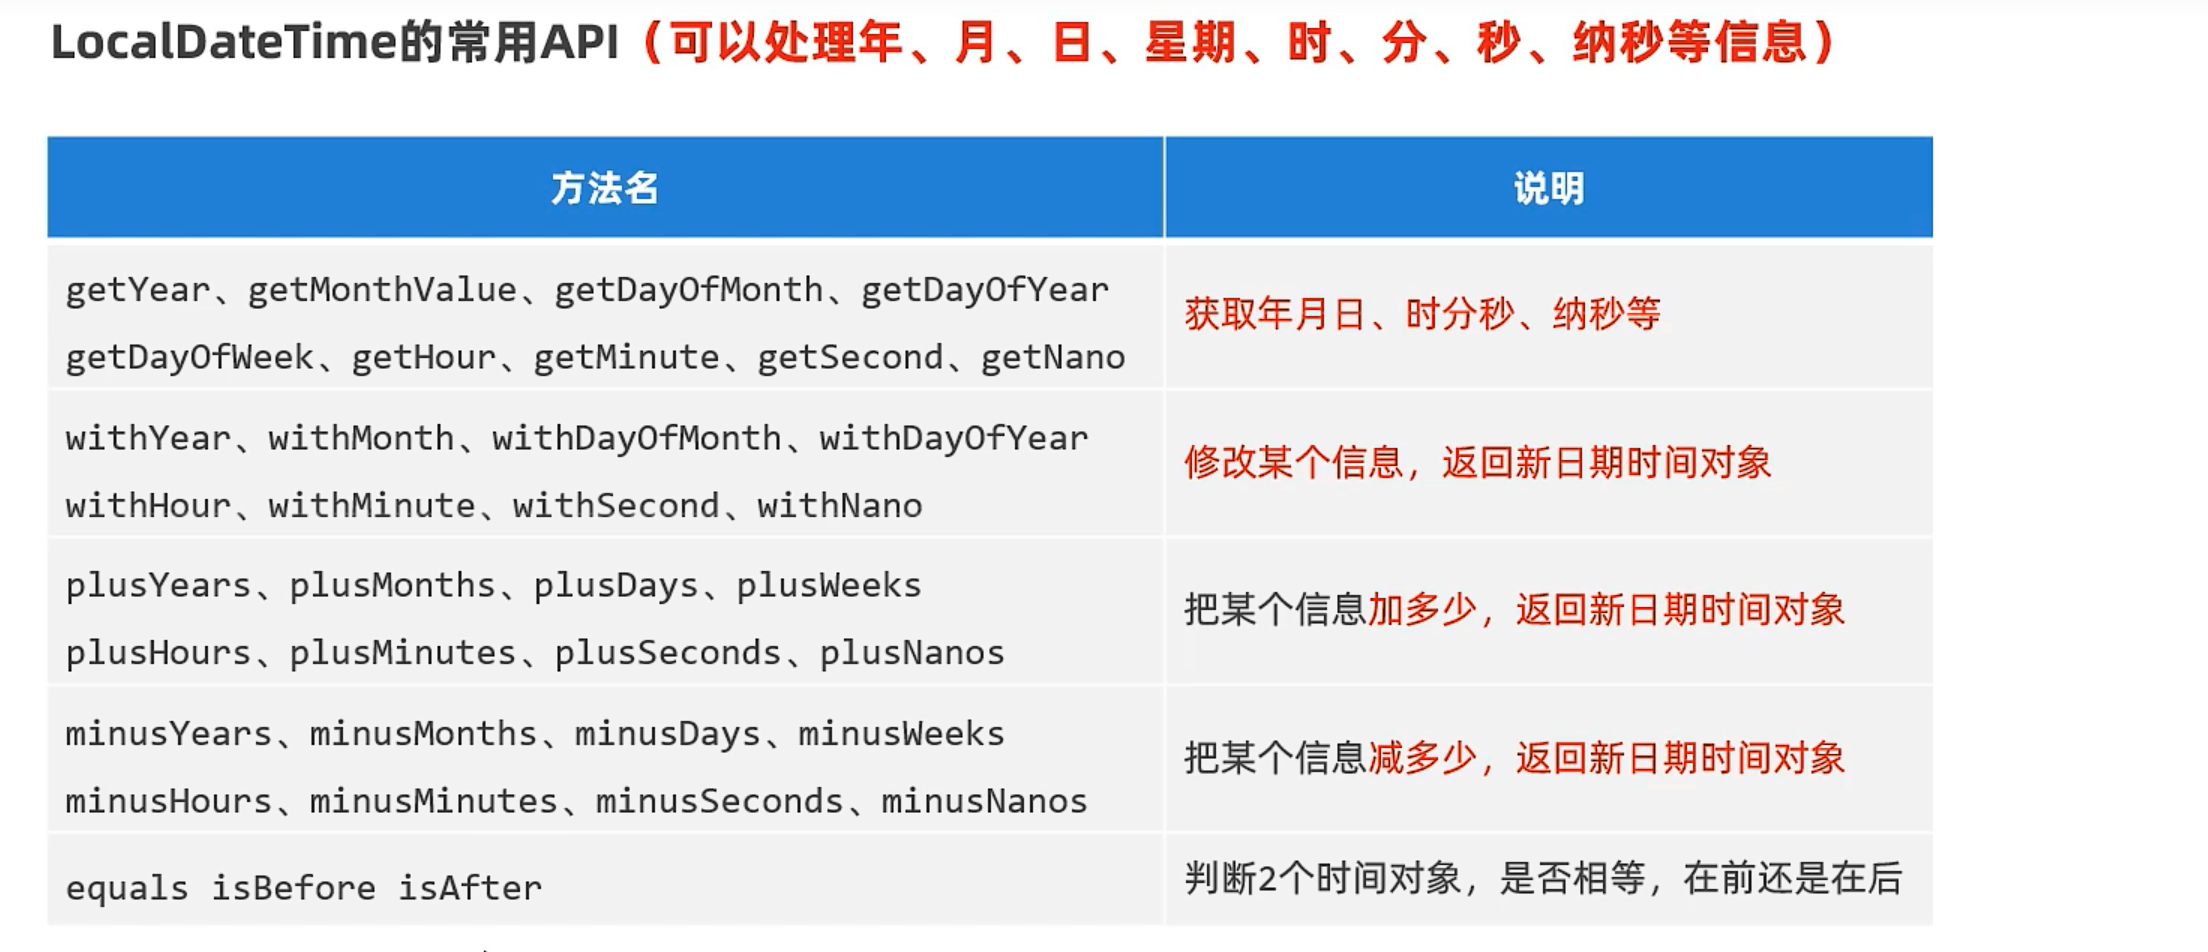 LocalDateTime的常用API（可以处理年、月、日、星期、时、分、秒、纳秒等信息）
方法名
说明
getYear、getMonthValue、getDayOfMonth、getDayOfYear
getDayOfWeek、getHour、getMinute、getSecond、getNano
获取年月日、时分秒、纳秒等
withYear、withMonth、withDayOfMonth、withDayOfYear
withHour、withMinute、withSecond、withNano
修改某个信息，返回新日期时间对象
plusYears、plusMonths、plusDays、plusWeeks
plusHours、plusMinutes、plusSeconds、plusNanos
把某个信息加多少，返回新日期时间对象
minusYears、minusMonths、minusDays、minusWeeks
minusHours、minusMinutes、minusSeconds、minusNanos
把某个信息减多少，返回新日期时间对象
equals isBefore isAfter
判断2个时间对象，是否相等，在前还是在后